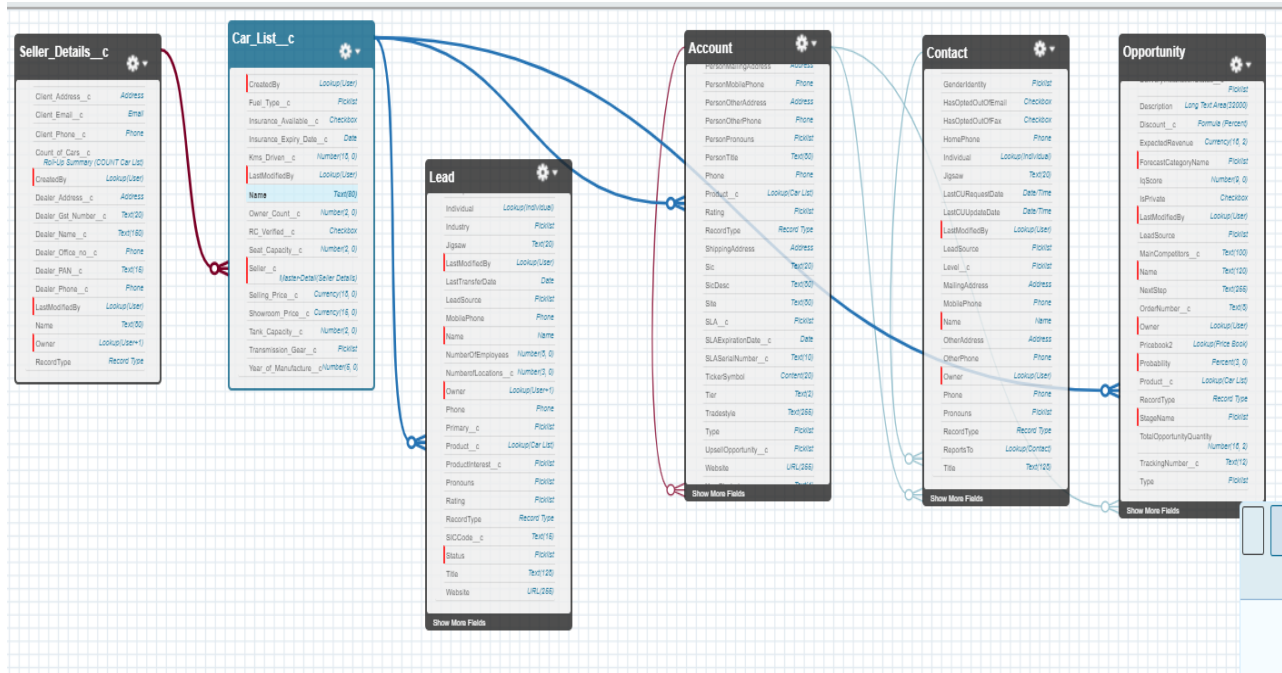 Seller_Details__c
Client_Address__c Address
Client_Email__c Email
Client_Phone__c Phone
Count_of_Cars__c
Roll-Up Summary (COUNT Car List)
CreatedBy Lookup(User)
Dealer_Address__c Address
Dealer_Gst_Number__c Text(20)
Dealer_Name__c Text(150)
Dealer_Office_no__c Phone
Dealer_PAN__c Text(15)
Dealer_Phone__c Phone
LastModifiedBy Lookup(User)
Name Text(80)
Owner Lookup(User+1)
RecordType Record Type
Car_List__c
CreatedBy Lookup(User)
Fuel_Type__c Picklist
Insurance_Available__c Checkbox
Insurance_Expiry_Date__c Date
Kms_Driven__c Number(15, 0)
LastModifiedBy Lookup(User)
Name Text(80)
Owner_Count__c Number(2, 0)
RC_Verified__c Checkbox
Seat_Capacity__c Number(2, 0)
Seller__c
Master-Detail(Seller Details)
Selling_Price__c Currency(15, 0)
Showroom_Price__c Currency(15, 0)
Tank_Capacity__c Number(2, 0)
Transmission_Gear__c Picklist
Year_of_Manufacture__c Number(5, 0)
Lead
Individual Lookup(Individual)
Industry Picklist
Jigsaw Text(20)
LastModifiedBy Lookup(User)
LastTransferDate Date
LeadSource Picklist
MobilePhone Phone
Name Name
NumberOfEmployees Number(8, 0)
NumberofLocations__c Number(3, 0)
Owner Lookup(User+1)
Phone Phone
Primary__c Picklist
Product__c Lookup(Car List)
ProductInterest__c Picklist
Pronouns Picklist
Rating Picklist
RecordType Record Type
SICCode__c Text(15)
Status Picklist
Title Text(128)
Website URL(255)
Show More Fields
Account
PersonMailingAddress Address
PersonMobilePhone Phone
PersonOtherAddress Address
PersonOtherPhone Phone
PersonPronouns Picklist
PersonTitle Text(80)
Phone Phone
Product__c Lookup(Car List)
Rating Picklist
RecordType Record Type
ShippingAddress Address
Sic Text(20)
SicDesc Text(80)
Site Text(80)
SLA__c Picklist
SLAExpirationDate__c Date
SLASerialNumber__c Text(10)
TickerSymbol Content(20)
Tier Text(2)
Tradestyle Text(255)
Type Picklist
UpsellOpportunity__c Picklist
Website URL(255)
Show More Fields
Contact
GenderIdentity Picklist
HasOptedOutOfEmail Checkbox
HasOptedOutOfFax Checkbox
HomePhone Phone
Individual Lookup(Individual)
Jigsaw Text(20)
LastCURequestDate Date/Time
LastCUUpdateDate Date/Time
LastModifiedBy Lookup(User)
LeadSource Picklist
Level__c Picklist
MailingAddress Address
MobilePhone Phone
Name Name
OtherAddress Address
OtherPhone Phone
Owner Lookup(User)
Phone Phone
Pronouns Picklist
RecordType Record Type
ReportsTo Lookup(Contact)
Title Text(128)
Show More Fields
Opportunity
Picklist
Description Long Text Area(32000)
Discount__c Formula (Percent)
ExpectedRevenue Currency(16, 2)
ForecastCategoryName Picklist
IqScore Number(9, 0)
IsPrivate Checkbox
LastModifiedBy Lookup(User)
LeadSource Picklist
MainCompetitors__c Text(100)
Name Text(120)
NextStep Text(255)
OrderNumber__c Text(8)
Owner Lookup(User)
Pricebook2 Lookup(Price Book)
Probability Percent(3, 0)
Product__c Lookup(Car List)
RecordType Record Type
StageName Picklist
TotalOpportunityQuantity
Number(16, 2)
TrackingNumber__c Text(12)
Type Picklist
Show More Fields